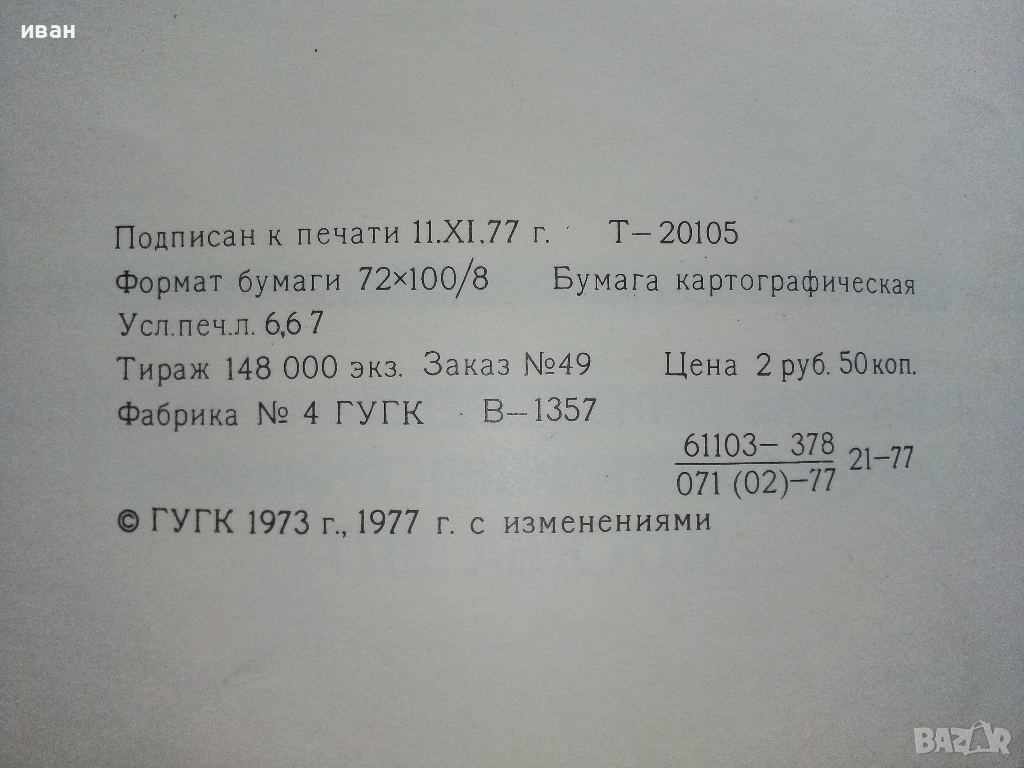 иван
Подписан к печати 11.XI.77 г. Т—20105
Формат бумаги 72×100/8 Бумага картографическая
Усл.печ.л. 6,67
Тираж 148 000 экз. Заказ №49 Цена 2 руб. 50 коп.
Фабрика № 4 ГУГК В—1357
61103—378
071 (02)—77 21—77
© ГУГК 1973 г., 1977 г. с изменениями
BAZAR